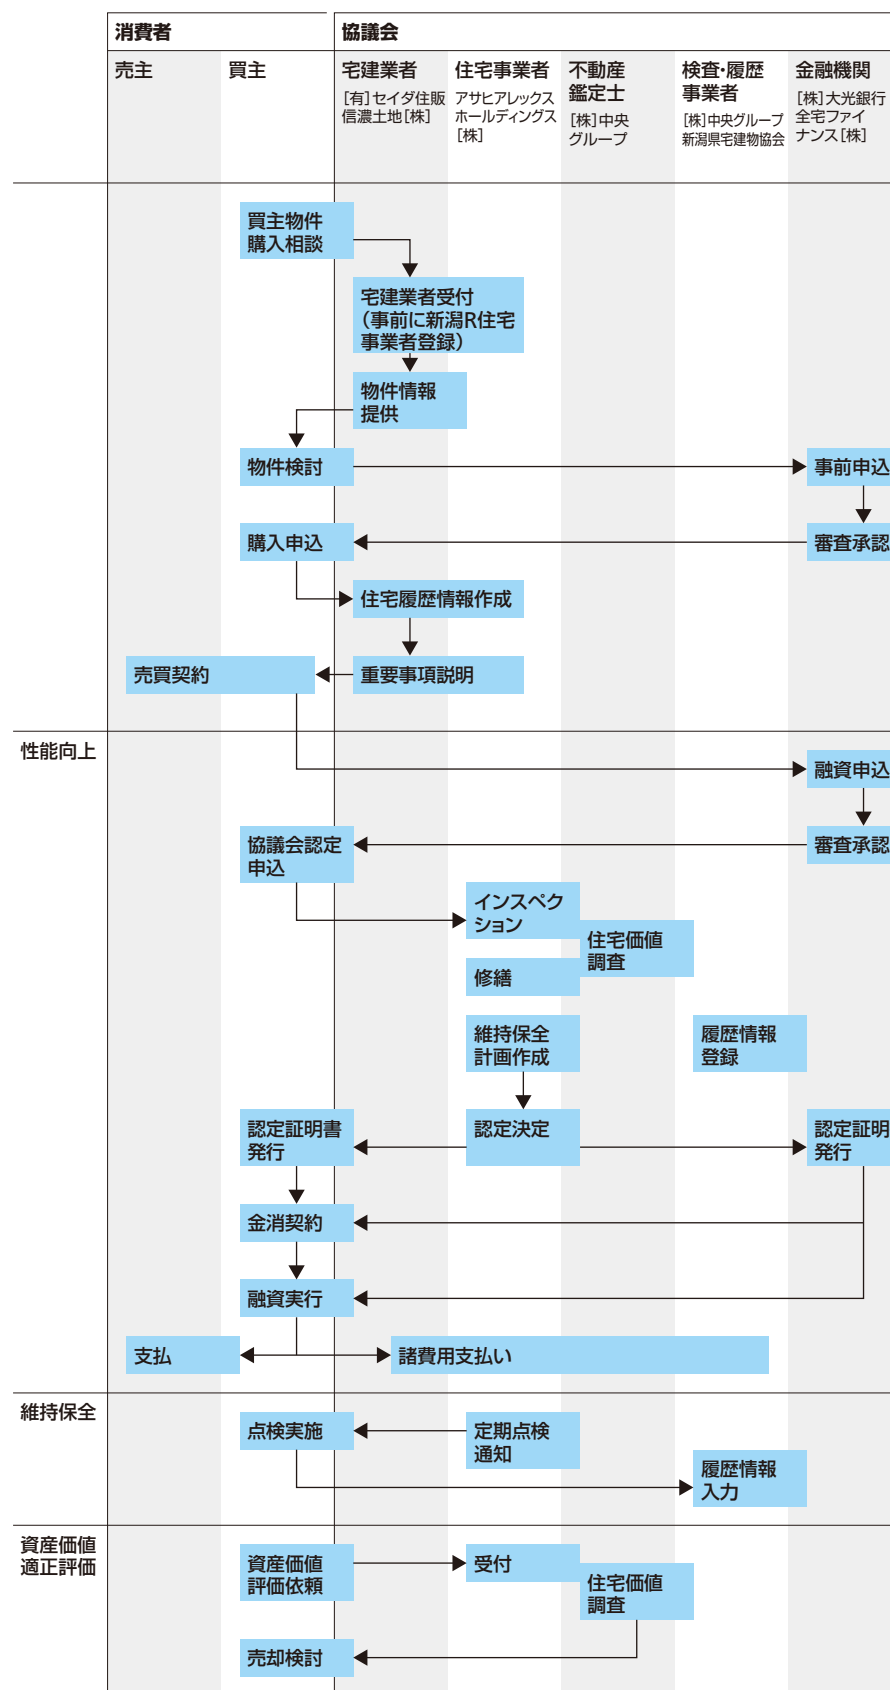 消費者
協議会
売主
買主
宅建業者
［有］セイダ住販
信濃土地［株］
住宅事業者
アサヒアレックス
ホールディングス
［株］
不動産
鑑定士
［株］中央
グループ
検査・履歴
事業者
［株］中央グループ
新潟県宅建物協会
金融機関
［株］大光銀行
全宅ファイ
ナンス［株］
買主物件
購入相談
宅建業者受付
（事前に新潟R住宅
事業者登録）
物件情報
提供
物件検討
事前申込
購入申込
審査承認
住宅履歴情報作成
売買契約
重要事項説明
性能向上
融資申込
協議会認定
申込
審査承認
インスペク
ション
住宅価値
調査
修繕
維持保全
計画作成
履歴情報
登録
認定証明書
発行
認定決定
認定証明
発行
金消契約
融資実行
支払
諸費用支払い
維持保全
点検実施
定期点検
通知
履歴情報
入力
資産価値
適正評価
資産価値
評価依頼
受付
住宅価値
調査
売却検討